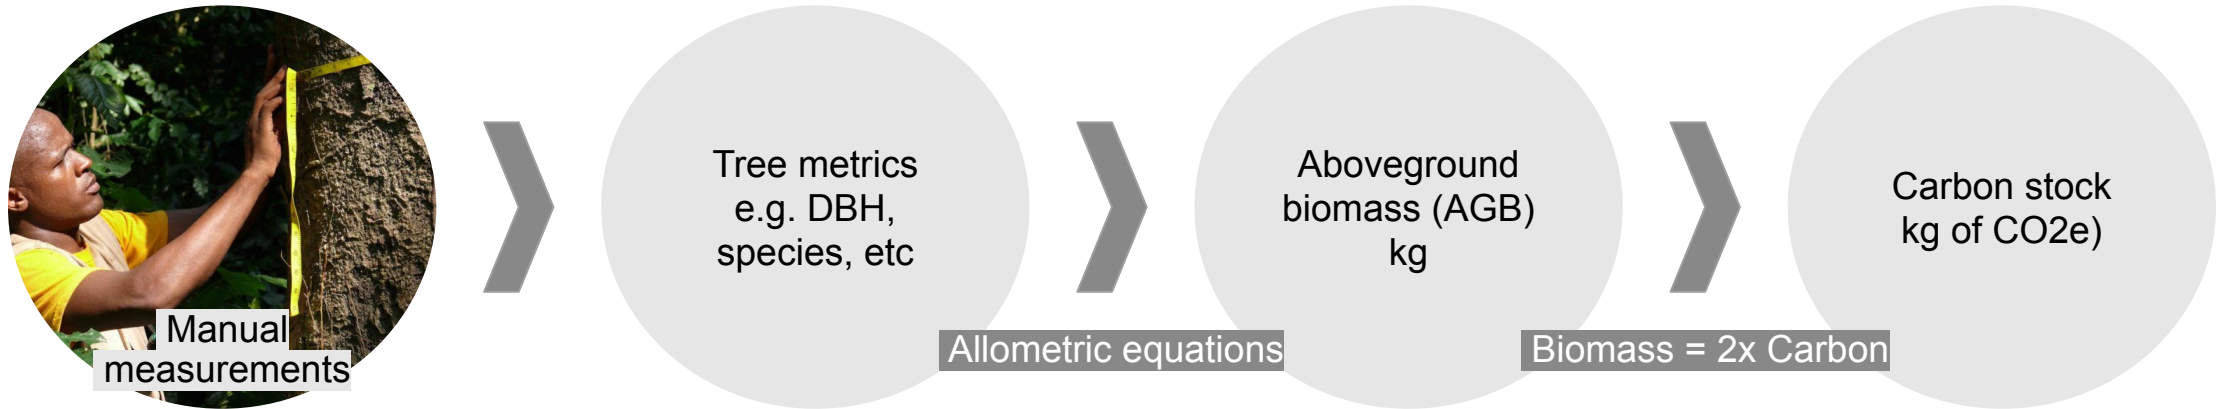 Manual
measurements
Tree metrics
e.g. DBH,
species, etc
Allometric equations
Aboveground
biomass (AGB)
kg
Biomass = 2x Carbon
Carbon stock
kg of CO2e)